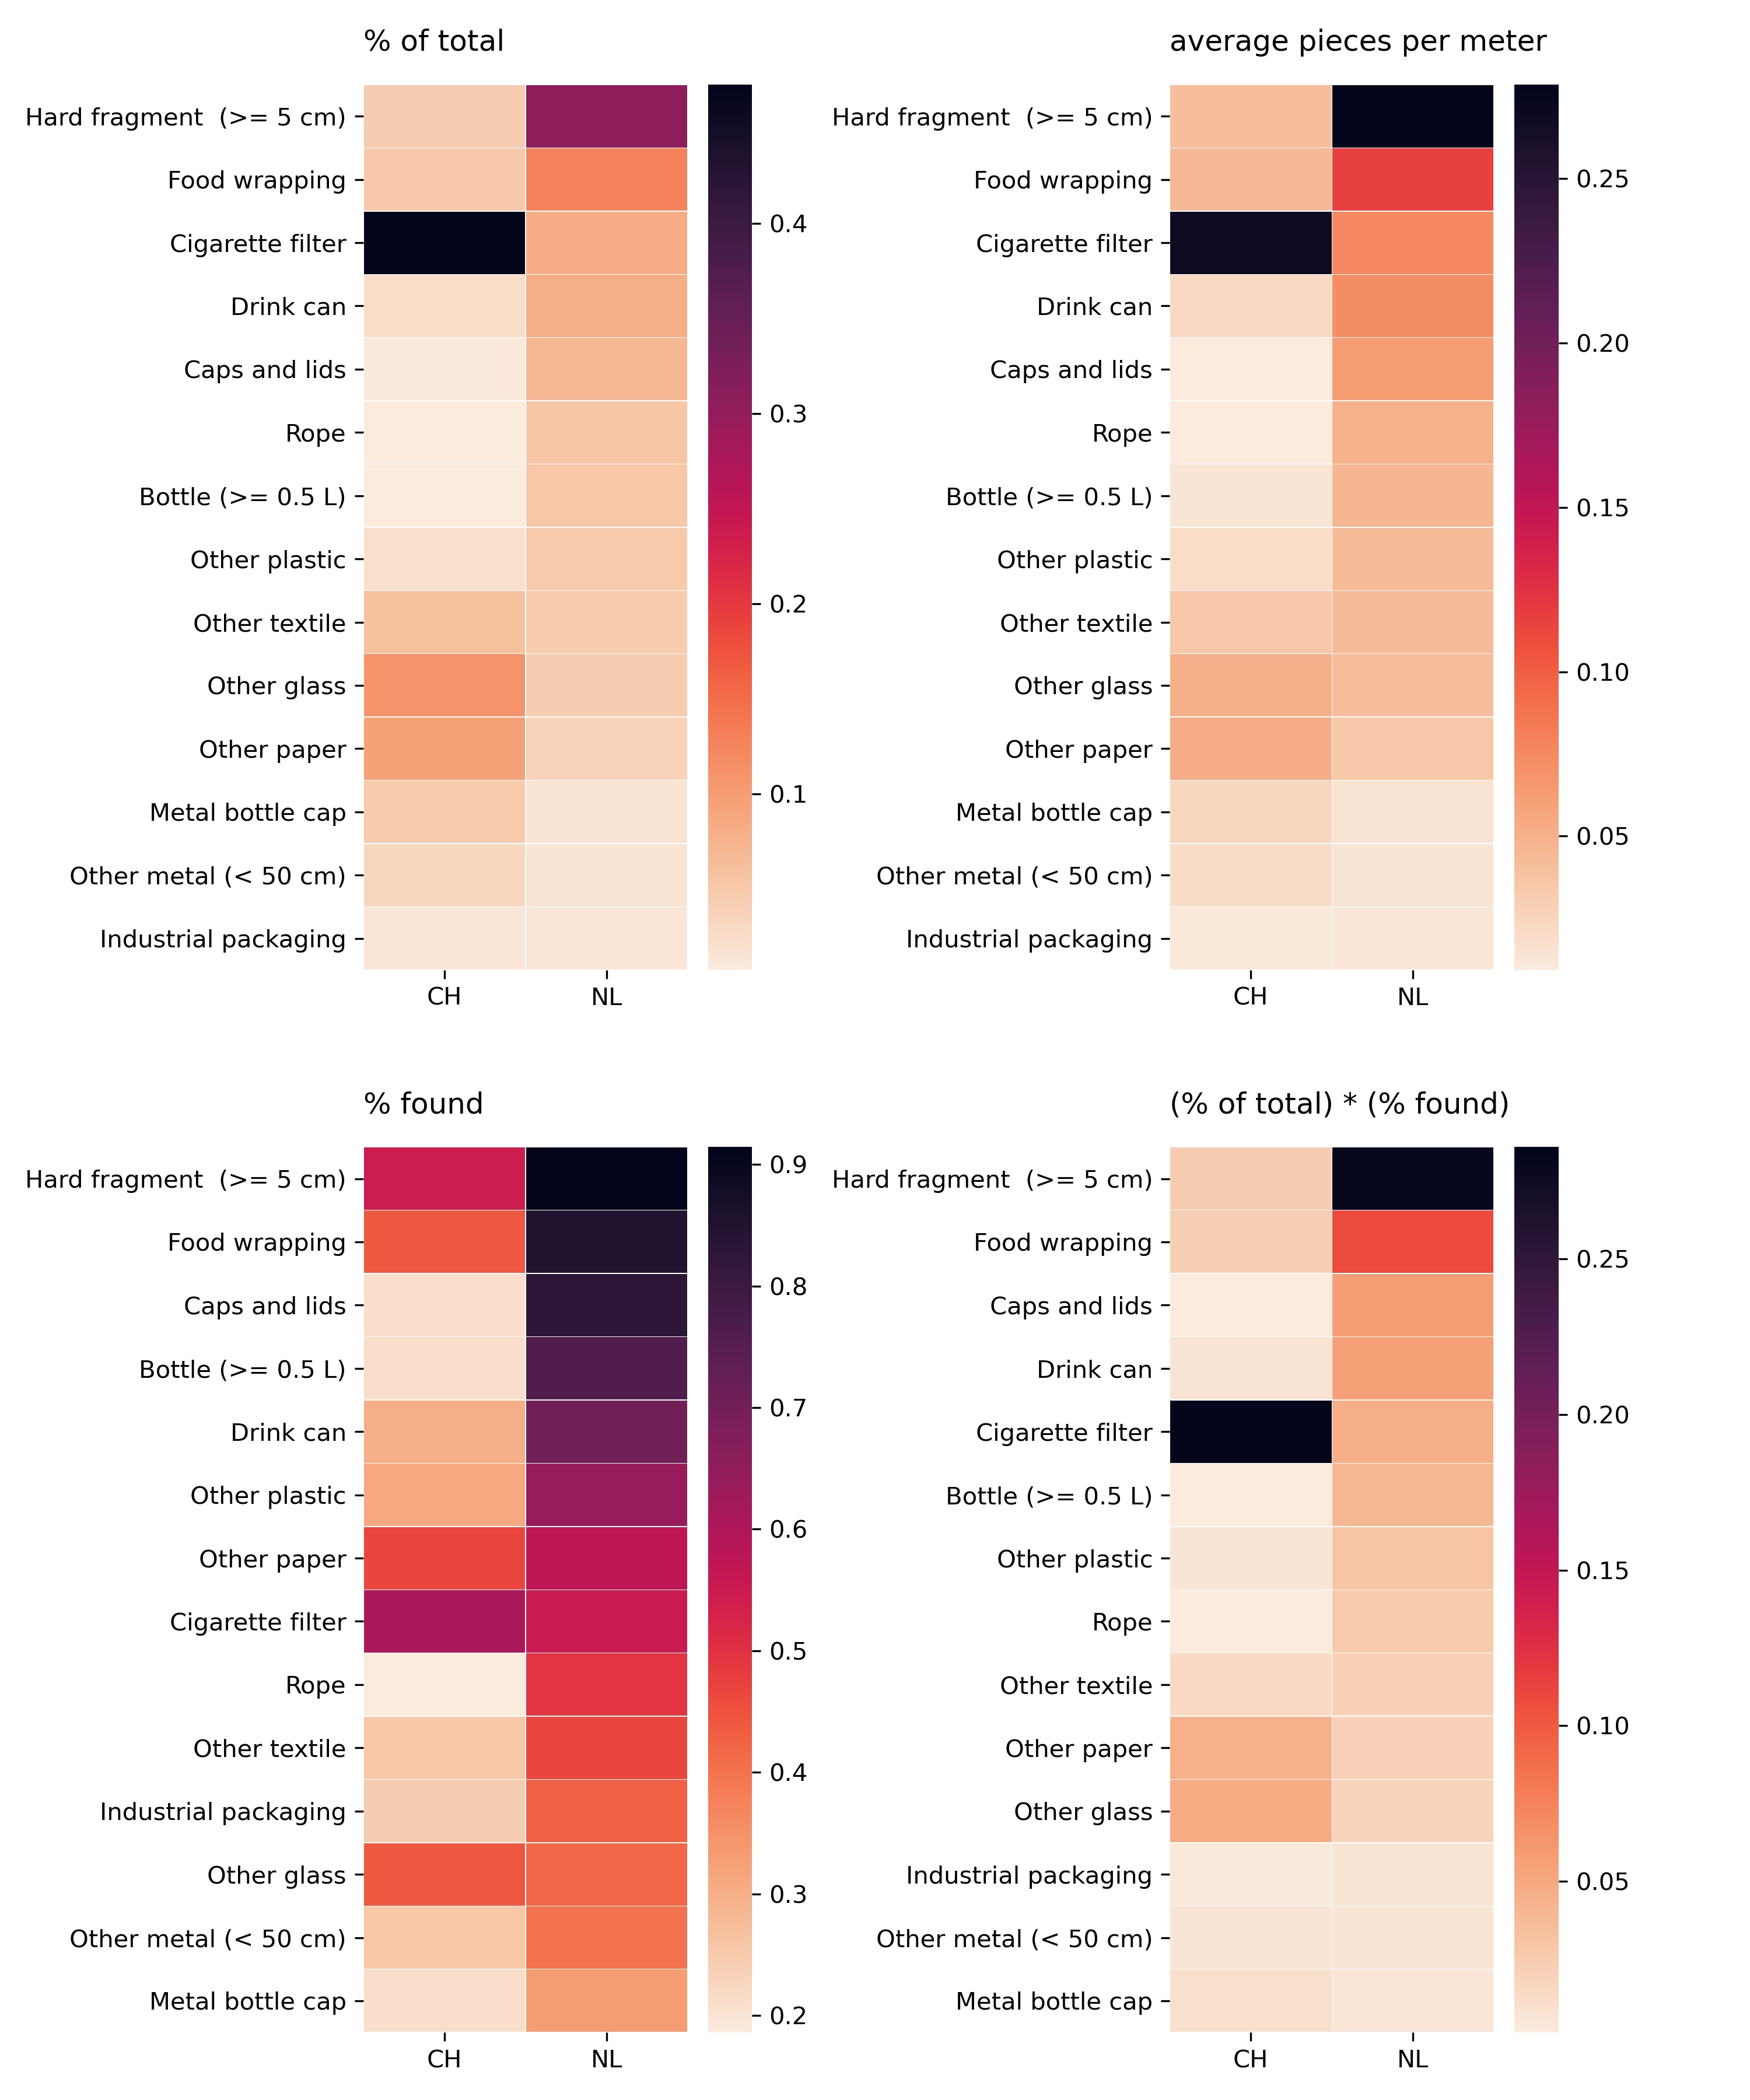 % of total
Hard fragment  (>= 5 cm)
Food wrapping
Cigarette filter
Drink can
Caps and lids
Rope
Bottle (>= 0.5 L)
Other plastic
Other textile
Other glass
Other paper
Metal bottle cap
Other metal (< 50 cm)
Industrial packaging
CH NL
0.4
0.3
0.2
0.1
average pieces per meter
Hard fragment  (>= 5 cm)
Food wrapping
Cigarette filter
Drink can
Caps and lids
Rope
Bottle (>= 0.5 L)
Other plastic
Other textile
Other glass
Other paper
Metal bottle cap
Other metal (< 50 cm)
Industrial packaging
CH NL
0.25
0.20
0.15
0.10
0.05
% found
Hard fragment  (>= 5 cm)
Food wrapping
Caps and lids
Bottle (>= 0.5 L)
Drink can
Other plastic
Other paper
Cigarette filter
Rope
Other textile
Industrial packaging
Other glass
Other metal (< 50 cm)
Metal bottle cap
CH NL
0.9
0.8
0.7
0.6
0.5
0.4
0.3
0.2
(% of total) * (% found)
Hard fragment  (>= 5 cm)
Food wrapping
Caps and lids
Drink can
Cigarette filter
Bottle (>= 0.5 L)
Other plastic
Rope
Other textile
Other paper
Other glass
Industrial packaging
Other metal (< 50 cm)
Metal bottle cap
CH NL
0.25
0.20
0.15
0.10
0.05